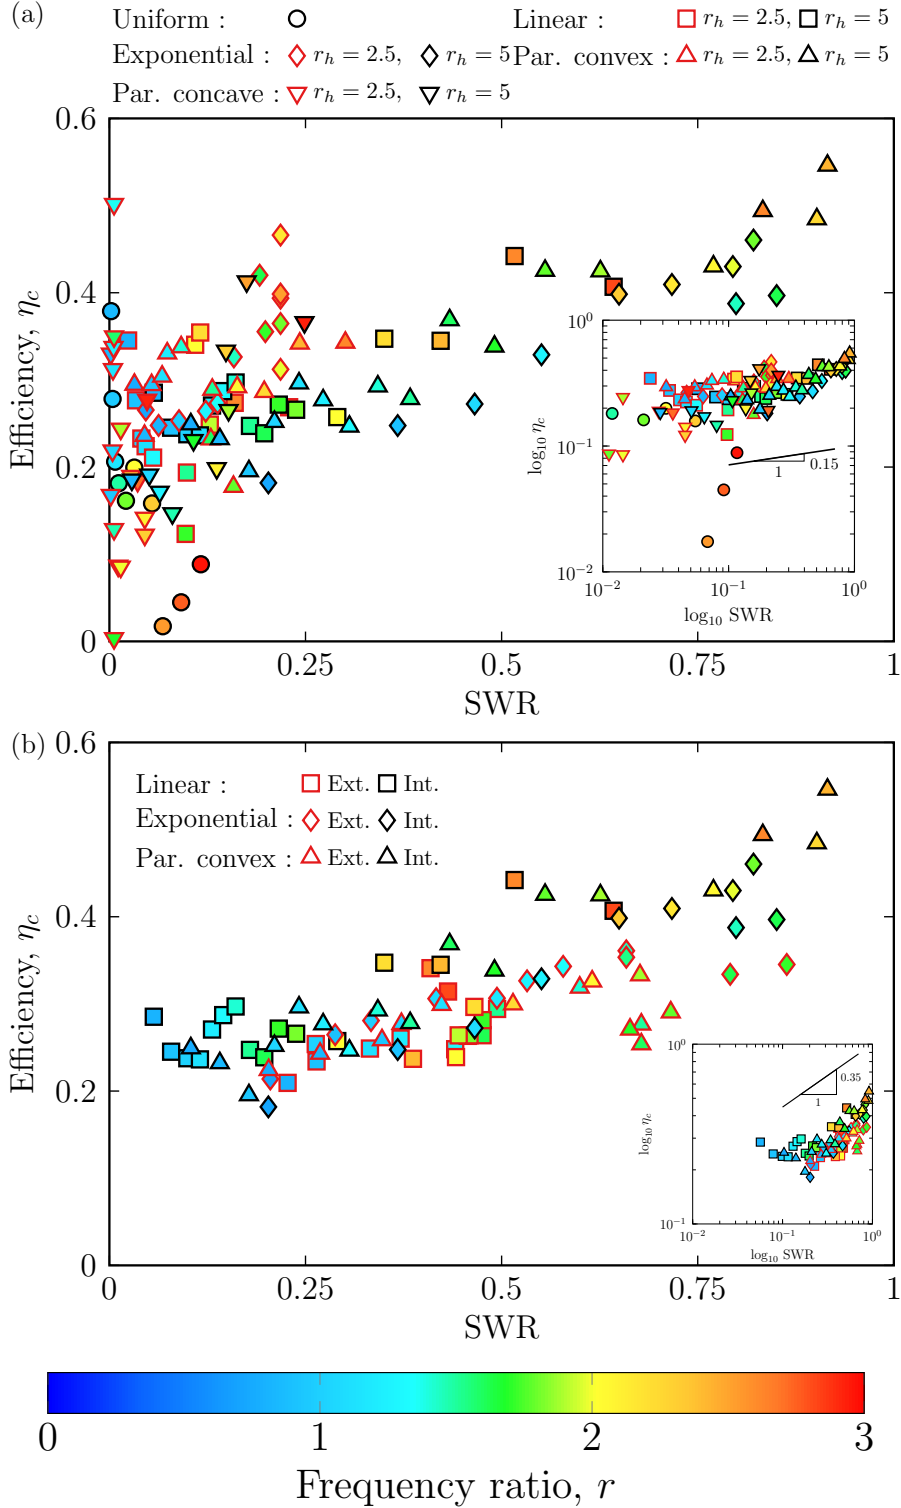 (a)
Uniform :
Linear : r_h = 2.5, r_h = 5
Exponential : r_h = 2.5, r_h = 5
Par. convex : r_h = 2.5, r_h = 5
Par. concave : r_h = 2.5, r_h = 5
0.6
0.4
0.2
0
Efficiency, η_c
0 0.25 0.5 0.75 1
SWR
10^0
10^−1
10^−2
log_10 η_c
1 0.15
10^−2 10^−1 10^0
log_10 SWR
(b)
0.6
0.4
0.2
0
Efficiency, η_c
Linear : Ext. Int.
Exponential : Ext. Int.
Par. convex : Ext. Int.
10^0
10^−1
log_10 η_c
0.35
1
10^−2 10^−1 10^0
log_10 SWR
0 0.25 0.5 0.75 1
SWR
0 1 2 3
Frequency ratio, r